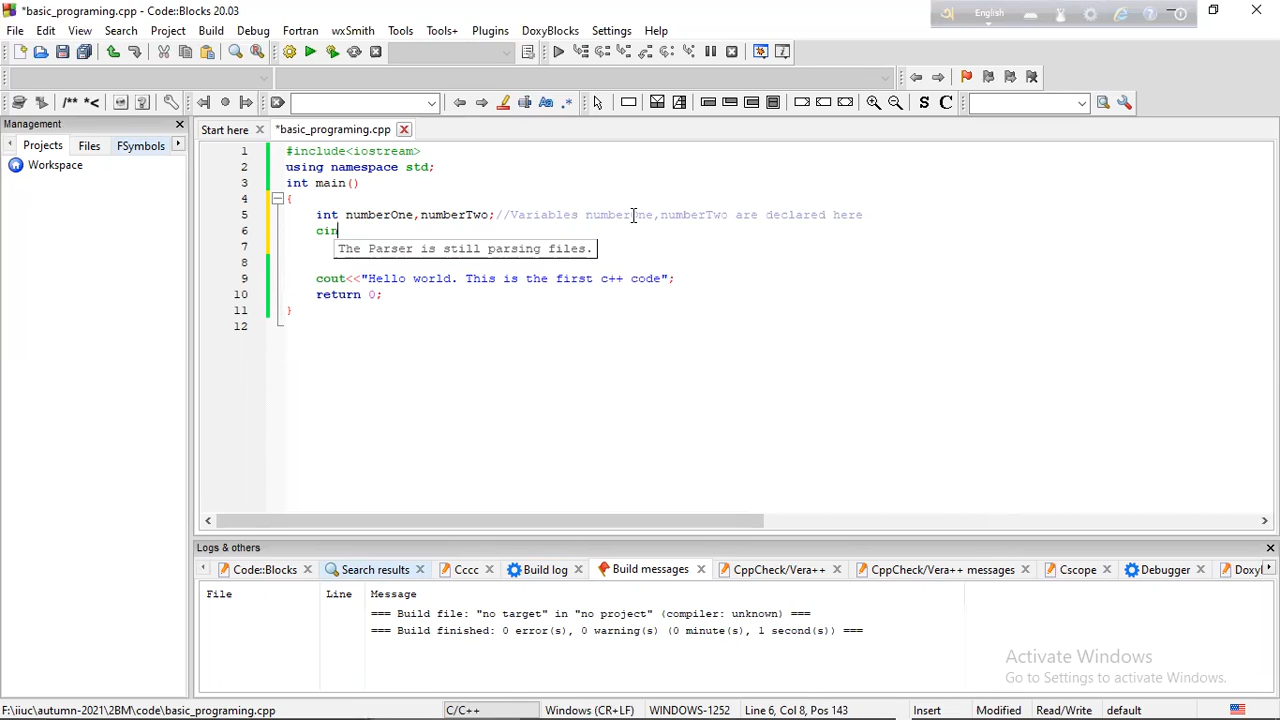 *basic_programing.cpp - Code::Blocks 20.03
English
File Edit View Search Project Build Debug Fortran wxSmith Tools Tools+ Plugins DoxyBlocks Settings Help
/** *<
S C
Management
Projects Files FSymbols
Workspace
Start here *basic_programing.cpp
1 #include<iostream>
2 using namespace std;
3 int main()
4 {
5 int numberOne,numberTwo;//Variables numberOne,numberTwo are declared here
6 cin
7 The Parser is still parsing files.
8
9 cout<<"Hello world. This is the first c++ code";
10 return 0;
11 }
12
Logs & others
Code::Blocks Search results Cccc Build log Build messages CppCheck/Vera++ CppCheck/Vera++ messages Cscope Debugger Doxyl
File Line Message
=== Build file: "no target" in "no project" (compiler: unknown) ===
=== Build finished: 0 error(s), 0 warning(s) (0 minute(s), 1 second(s)) ===
Activate Windows
Go to Settings to activate Windows.
F:\iiuc\autumn-2021\2BM\code\basic_programing.cpp C/C++ Windows (CR+LF) WINDOWS-1252 Line 6, Col 8, Pos 143 Insert Modified Read/Write default